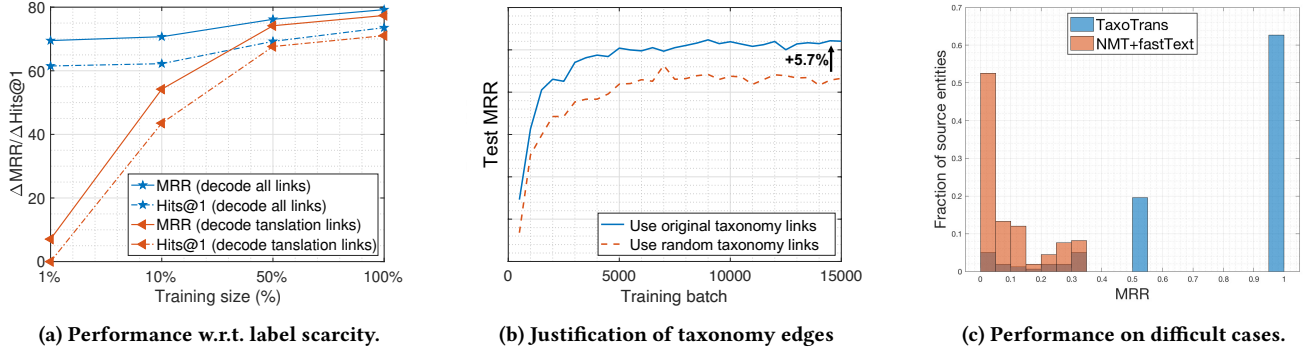 80
60
40
20
0
1%
10%
50%
100%
ΔMRR/ΔHits@1
Training size (%)
MRR (decode all links)
Hits@1 (decode all links)
MRR (decode tanslation links)
Hits@1 (decode tanslation links)
(a) Performance w.r.t. label scarcity.
Test MRR
+5.7%
Use original taxonomy links
Use random taxonomy links
0
5000
10000
15000
Training batch
(b) Justification of taxonomy edges
Fraction of source entities
0.7
0.6
0.5
0.4
0.3
0.2
0.1
0
TaxoTrans
NMT+fastText
0
0.1
0.2
0.3
0.4
0.5
0.6
0.7
0.8
0.9
1
MRR
(c) Performance on difficult cases.